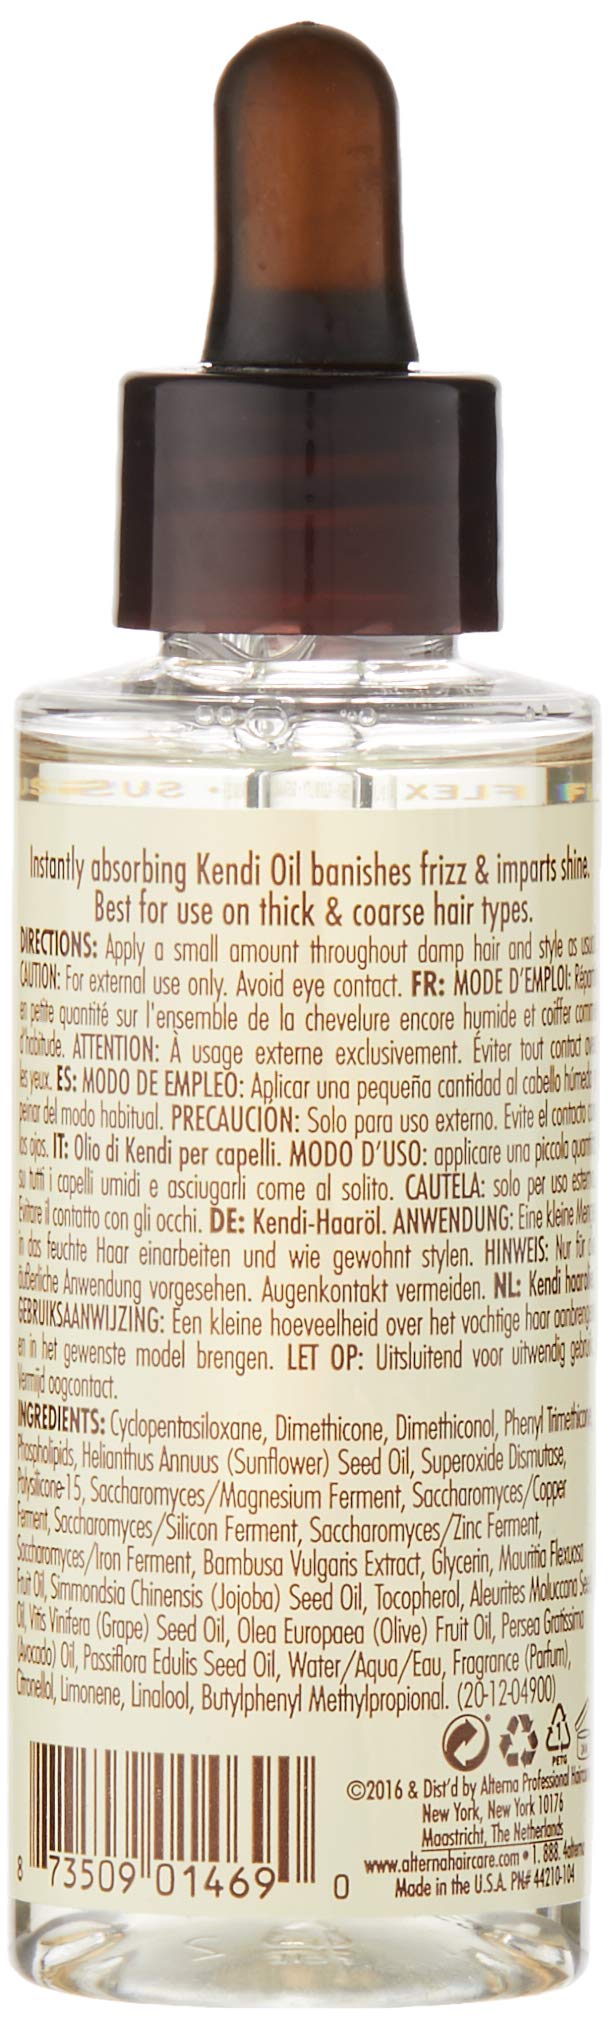 Instantly absorbing Kendi Oil banishes frizz & imparts shine.
Best for use on thick & coarse hair types.
DIRECTIONS: Apply a small amount throughout damp hair and style as
CAUTION: For external use only. Avoid eye contact. FR: MODE D'EMPLOI:
en petite quantité sur l'ensemble de la chevelure encore humide et coiffer
d'habitude. ATTENTION: À usage externe exclusivement. Éviter tout contact
les yeux. ES: MODO DE EMPLEO: Aplicar una pequeña cantidad al cabello húmedo
peinar del modo habitual. PRECAUCIÓN: Solo para uso externo. Evite el contacto
los ojos. IT: Olio di Kendi per capelli. MODO D'USO: applicare una piccola
su tutti i capelli umidi e asciugarli come al solito. CAUTELA: solo per uso
Evitare il contatto con gli occhi. DE: Kendi-Haaröl. ANWENDUNG: Eine kleine
in das feuchte Haar einarbeiten und wie gewohnt stylen. HINWEIS: Nur für
äußerliche Anwendung vorgesehen. Augenkontakt vermeiden. NL: Kendi
GEBRUIKSAANWIJZING: Een kleine hoeveelheid over het vochtige haar
en in het gewenste model brengen. LET OP: Uitsluitend voor uitwendig
Vermijd oogcontact.
INGREDIENTS: Cyclopentasiloxane, Dimethicone, Dimethiconol, Phenyl Trimethicone,
Phospholipids, Helianthus Annuus (Sunflower) Seed Oil, Superoxide Dismutase,
Polysilicone-15, Saccharomyces/Magnesium Ferment, Saccharomyces/Copper
Ferment, Saccharomyces/Silicon Ferment, Saccharomyces/Zinc Ferment,
Saccharomyces/Iron Ferment, Bambusa Vulgaris Extract, Glycerin, Mauritia Flexuosa
Fruit Oil, Simmondsia Chinensis (Jojoba) Seed Oil, Tocopherol, Aleurites Moluccana
Oil, Vitis Vinifera (Grape) Seed Oil, Olea Europaea (Olive) Fruit Oil, Persea Gratissima
(Avocado) Oil, Passiflora Edulis Seed Oil, Water/Aqua/Eau, Fragrance (Parfum),
Citronellol, Limonene, Linalool, Butylphenyl Methylpropional. (20-12-04900)
PETG
©2016 & Dist'd by Alterna Professional
New York, New York 10176
Maastricht, The Netherlands
www.alternahaircare.com • 1. 888.
Made in the U.S.A. PN# 44210-104
8 73509 01469 0